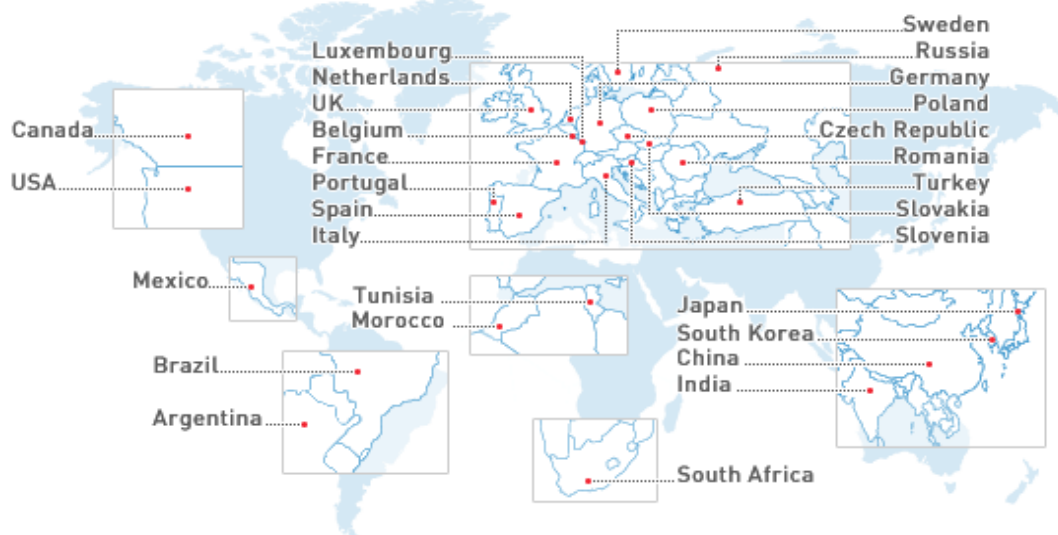 Sweden
Luxembourg
Russia
Netherlands
Germany
UK
Poland
Canada
Belgium
Czech Republic
France
Romania
USA
Portugal
Turkey
Spain
Slovakia
Italy
Slovenia
Mexico
Tunisia
Japan
Morocco
South Korea
China
Brazil
India
Argentina
South Africa